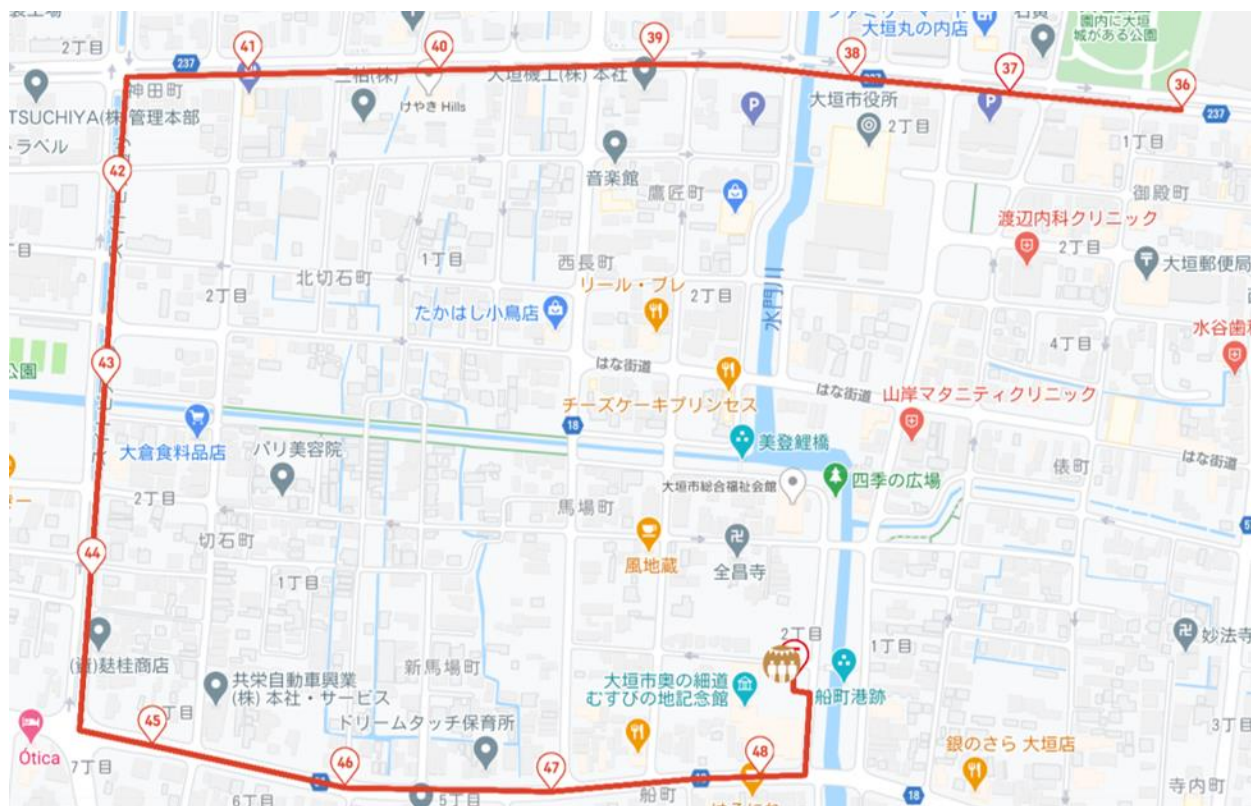 2丁目
ファミリーマート
大垣丸の内店
園内に大垣
城がある公園
41
40
39
38
37
36
237
神田町
三柏(株)
けやき Hills
大垣機工(株) 本社
237
大垣市役所
237
TSUCHIYA(株) 管理本部
トラベル
P
P
2丁目
1丁目
42
音楽館
鷹匠町
御殿町
渡辺内科クリニック
丁目
1丁目
西長町
2丁目
大垣郵便局
北切石町
2丁目
リール・ブレ
2丁目
水門川
たかはし小鳥店
水谷歯科
4丁目
43
公園
はな街道
はな街道
チーズケーキプリンセス
山岸マタニティクリニック
18
大倉食料品店
パリ美容院
美登鯉橋
俵町
はな街道
大垣市総合福祉会館
四季の広場
2丁目
馬場町
切石町
44
風地蔵
全昌寺
1丁目
2丁目
1丁目
妙法寺
(資)麩桂商店
新馬場町
共栄自動車興業
(株) 本社・サービス
大垣市奥の細道
むすびの地記念館
船町港跡
丁目
ドリームタッチ保育所
45
3丁目
Ótica
7丁目
46
47
48
銀のさら 大垣店
6丁目
5丁目
船町
18
寺内町